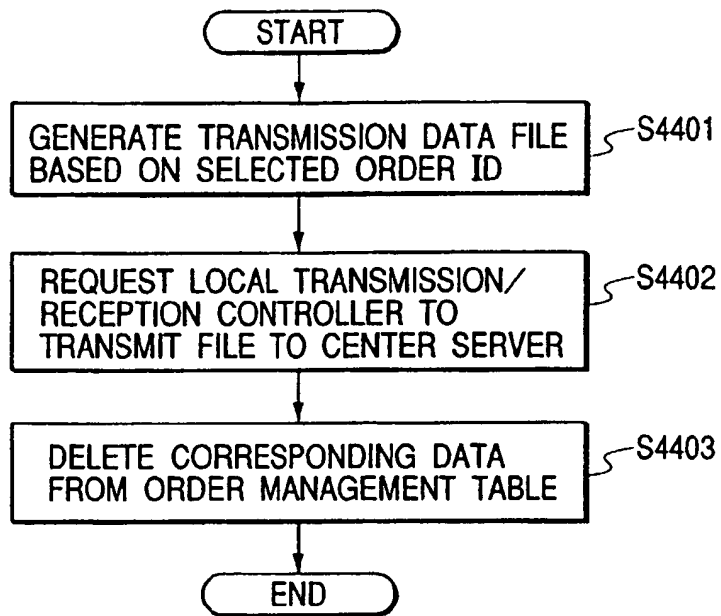 START
GENERATE TRANSMISSION DATA FILE
BASED ON SELECTED ORDER ID
S4401
REQUEST LOCAL TRANSMISSION/
RECEPTION CONTROLLER TO
TRANSMIT FILE TO CENTER SERVER
S4402
DELETE CORRESPONDING DATA
FROM ORDER MANAGEMENT TABLE
S4403
END